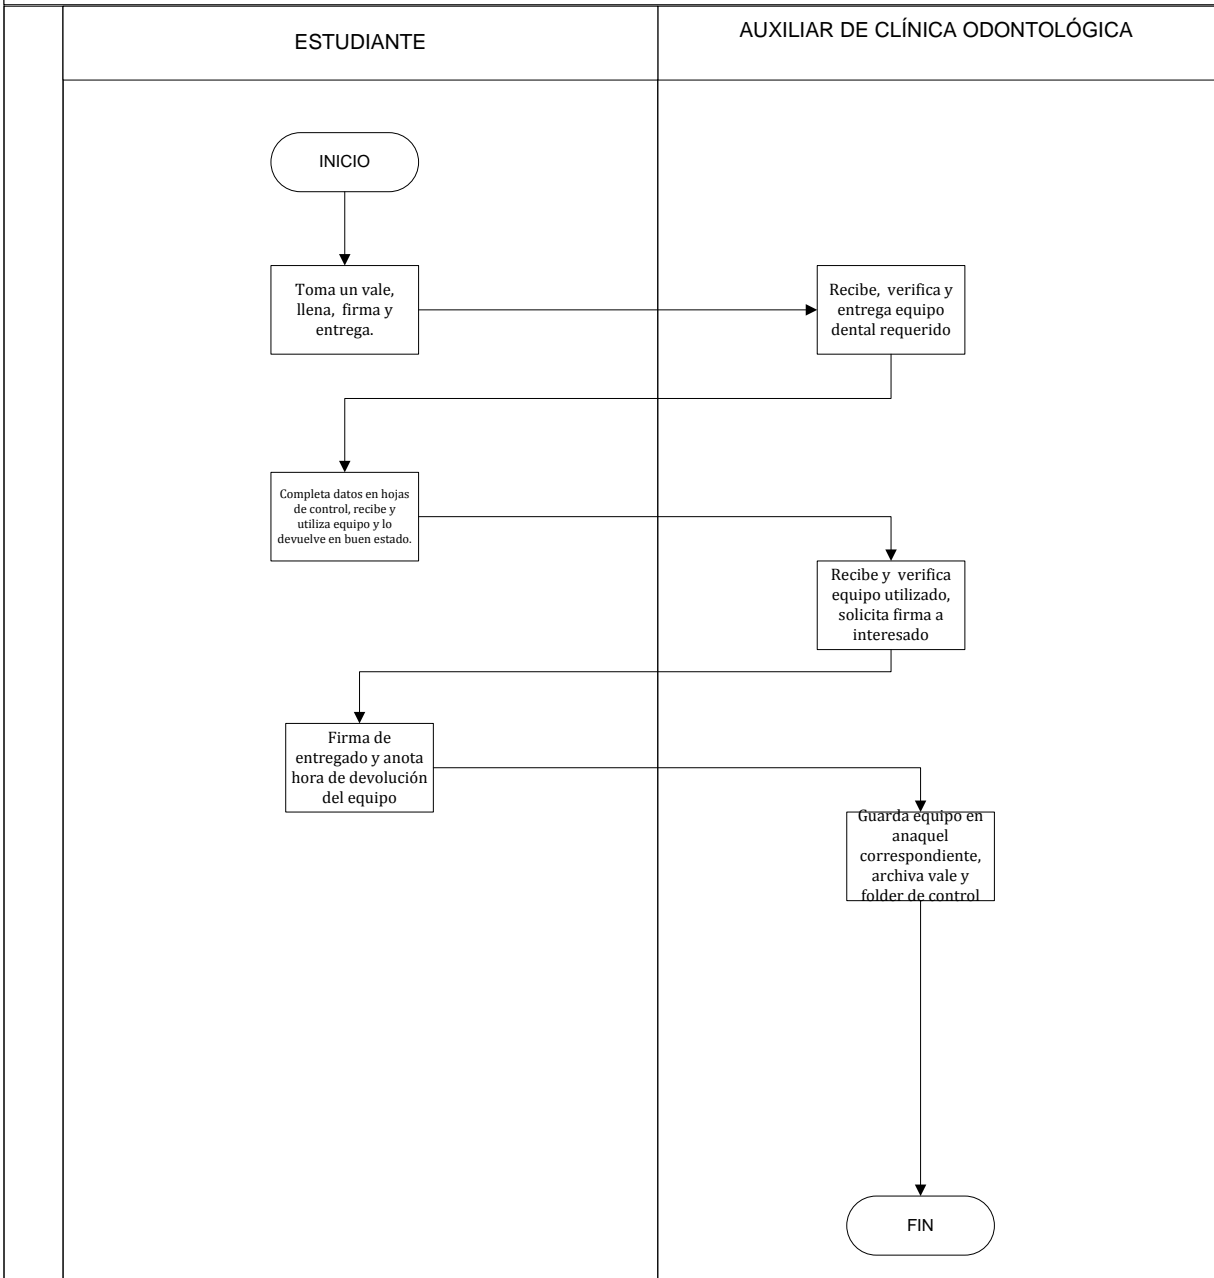 ESTUDIANTE
AUXILIAR DE CLÍNICA ODONTOLÓGICA
INICIO
Toma un vale,
llena, firma y
entrega.
Recibe, verifica y
entrega equipo
dental requerido
Completa datos en hojas
de control, recibe y
utiliza equipo y lo
devuelve en buen estado.
Recibe y verifica
equipo utilizado,
solicita firma a
interesado
Firma de
entregado y anota
hora de devolución
del equipo
Guarda equipo en
anaquel
correspondiente,
archiva vale y
folder de control
FIN